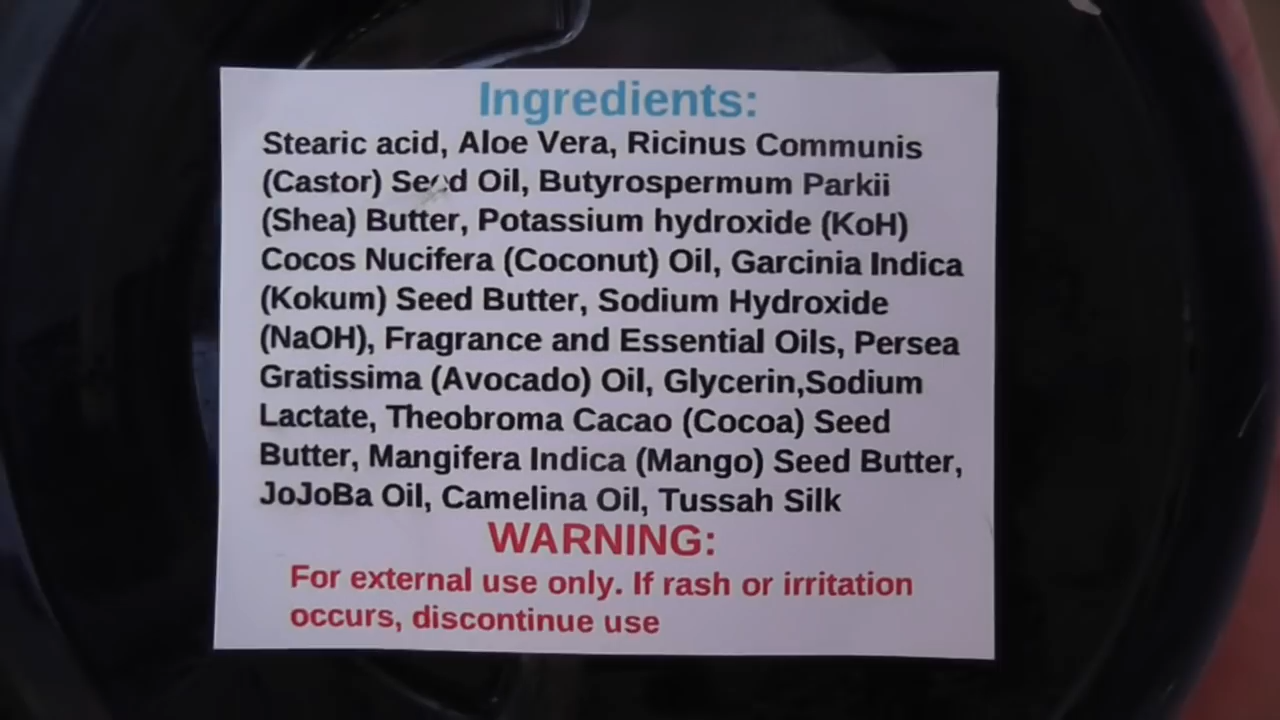 Ingredients:
Stearic acid, Aloe Vera, Ricinus Communis
(Castor) Seed Oil, Butyrospermum Parkii
(Shea) Butter, Potassium hydroxide (KoH)
Cocos Nucifera (Coconut) Oil, Garcinia Indica
(Kokum) Seed Butter, Sodium Hydroxide
(NaOH), Fragrance and Essential Oils, Persea
Gratissima (Avocado) Oil, Glycerin,Sodium
Lactate, Theobroma Cacao (Cocoa) Seed
Butter, Mangifera Indica (Mango) Seed Butter,
JoJoBa Oil, Camelina Oil, Tussah Silk
WARNING:
For external use only. If rash or irritation
occurs, discontinue use